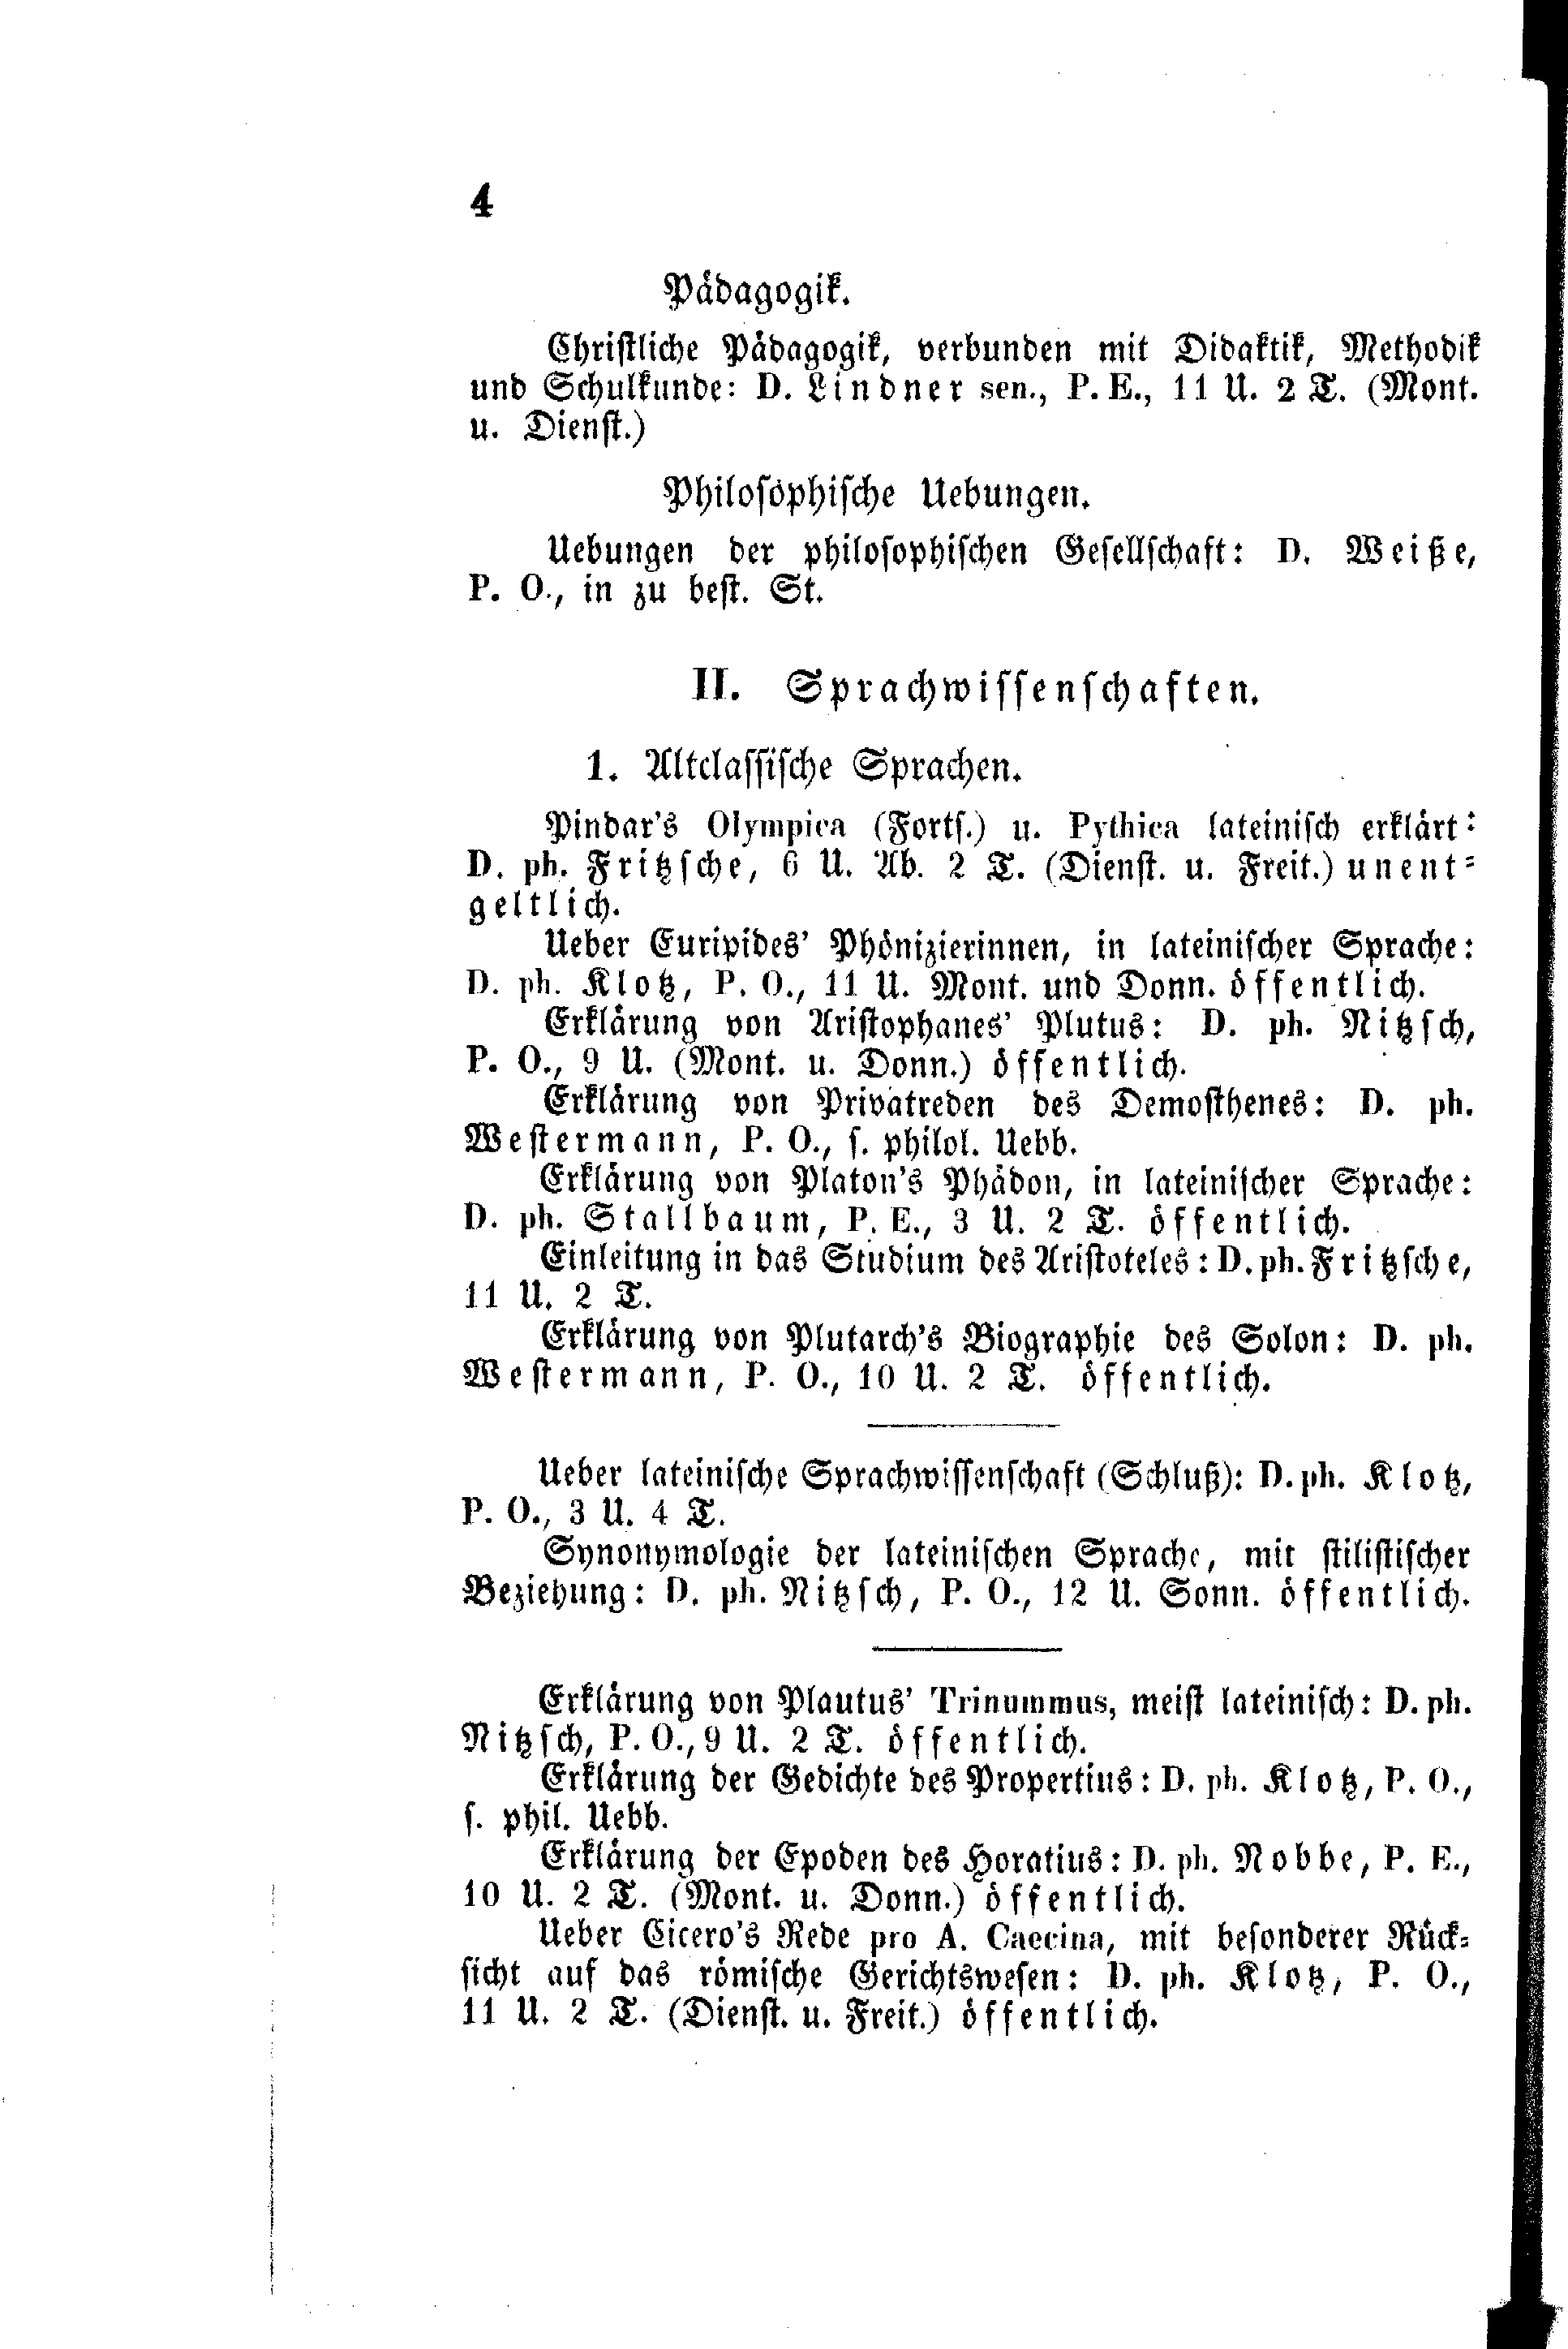 4
Pädagogik.
Christliche Pädagogik, verbunden mit Didaktik, Methodik
und Schulkunde: D. Lindner sen., P. E., 11 U. 2 T. (Mont.
u. Dienst.)
Philosophische Uebungen.
Uebungen der philosophischen Gesellschaft: D. Weiße,
P. O., in zu best. St.
II. Sprachwissenschaften.
1. Altclassische Sprachen.
Pindar's Olympica (Forts.) u. Pythica lateinisch erklärt:
D. ph. Fritzsche, 6 U. Ab. 2 T. (Dienst. u. Freit.) unent-
geltlich.
Ueber Euripides' Phönizierinnen, in lateinischer Sprache:
D. ph. Klotz, P. O., 11 U. Mont. und Donn. öffentlich.
Erklärung von Aristophanes' Plutus: D. ph. Nitzsch,
P. O., 9 U. (Mont. u. Donn.) öffentlich.
Erklärung von Privatreden des Demosthenes: D. ph.
Westermann, P. O., s. philol. Uebb.
Erklärung von Platon's Phädon, in lateinischer Sprache:
D. ph. Stallbaum, P. E., 3 U. 2 T. öffentlich.
Einleitung in das Studium des Aristoteles: D. ph. Fritzsche,
11 U. 2 T.
Erklärung von Plutarch's Biographie des Solon: D. ph.
Westermann, P. O., 10 U. 2 T. öffentlich.
Ueber lateinische Sprachwissenschaft (Schluß): D. ph. Klotz,
P. O., 3 U. 4 T.
Synonymologie der lateinischen Sprache, mit stilistischer
Beziehung: D. ph. Nitzsch, P. O., 12 U. Sonn. öffentlich.
Erklärung von Plautus' Trinummus, meist lateinisch: D. ph.
Nitzsch, P. O., 9 U. 2 T. öffentlich.
Erklärung der Gedichte des Propertius: D. ph. Klotz, P. O.,
s. phil. Uebb.
Erklärung der Epoden des Horatius: D. ph. Nobbe, P. E.,
10 U. 2 T. (Mont. u. Donn.) öffentlich.
Ueber Cicero's Rede pro A. Caecina, mit besonderer Rück-
sicht auf das römische Gerichtswesen: D. ph. Klotz, P. O.,
11 U. 2 T. (Dienst. u. Freit.) öffentlich.